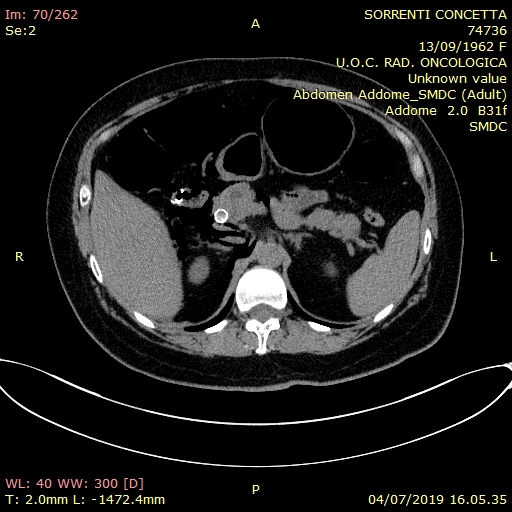 Im: 70/262
Se:2
A
SORRENTI CONCETTA
74736
13/09/1962 F
U.O.C. RAD. ONCOLOGICA
Unknown value
Abdomen Addome_SMDC (Adult)
Addome 2.0 B31f
SMDC
R
L
WL: 40 WW: 300 [D]
T: 2.0mm L: -1472.4mm
P
04/07/2019 16.05.35